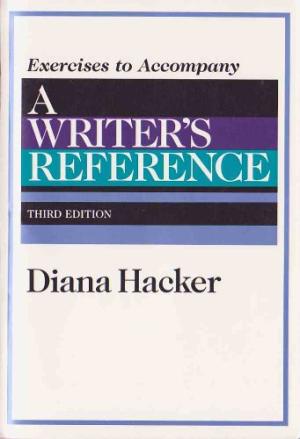 Exercises to Accompany
A
WRITER'S
REFERENCE
THIRD EDITION
Diana Hacker